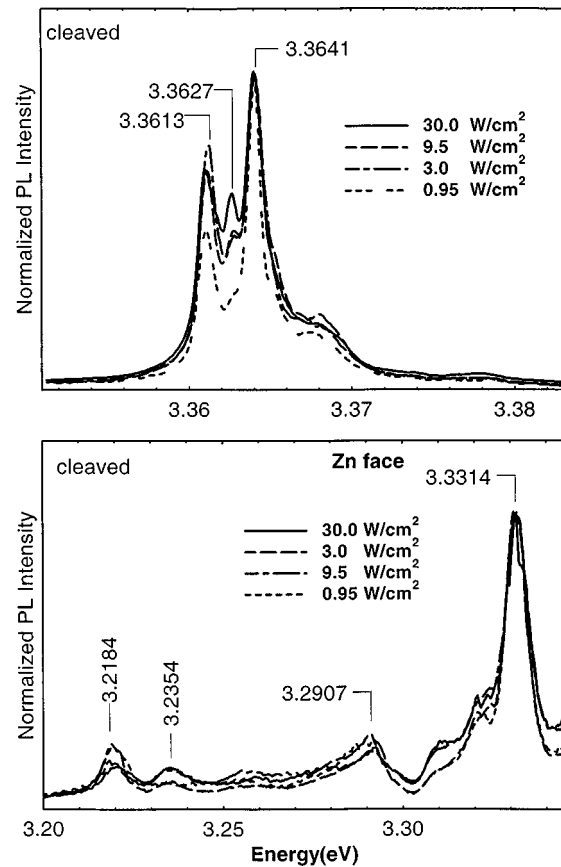 cleaved
3.3641
3.3627
3.3613
30.0 W/cm²
9.5 W/cm²
3.0 W/cm²
0.95 W/cm²
Normalized PL Intensity
3.36
3.37
3.38
cleaved
Zn face
3.3314
30.0 W/cm²
3.0 W/cm²
9.5 W/cm²
0.95 W/cm²
3.2184
3.2354
3.2907
Normalized PL Intensity
3.20
3.25
3.30
Energy(eV)